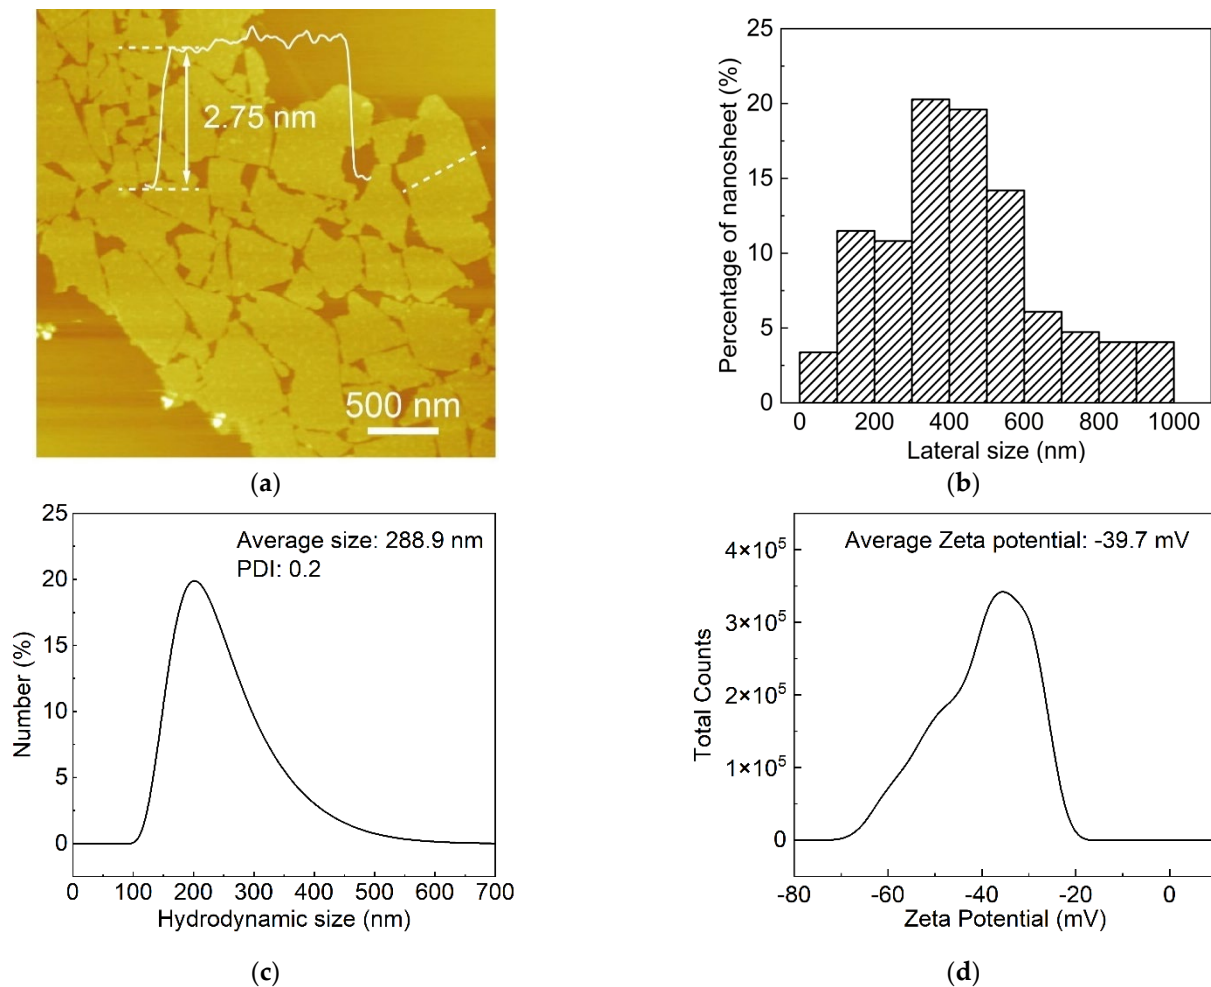 2.75 nm
500 nm
(a)
25
20
15
10
5
0
Percentage of nanosheet (%)
0 200 400 600 800 1000
Lateral size (nm)
(b)
25
20
15
10
5
0
Number (%)
Average size: 288.9 nm
PDI: 0.2
0 100 200 300 400 500 600 700
Hydrodynamic size (nm)
(c)
4×10⁵
3×10⁵
2×10⁵
1×10⁵
0
Total Counts
Average Zeta potential: -39.7 mV
-80 -60 -40 -20 0
Zeta Potential (mV)
(d)